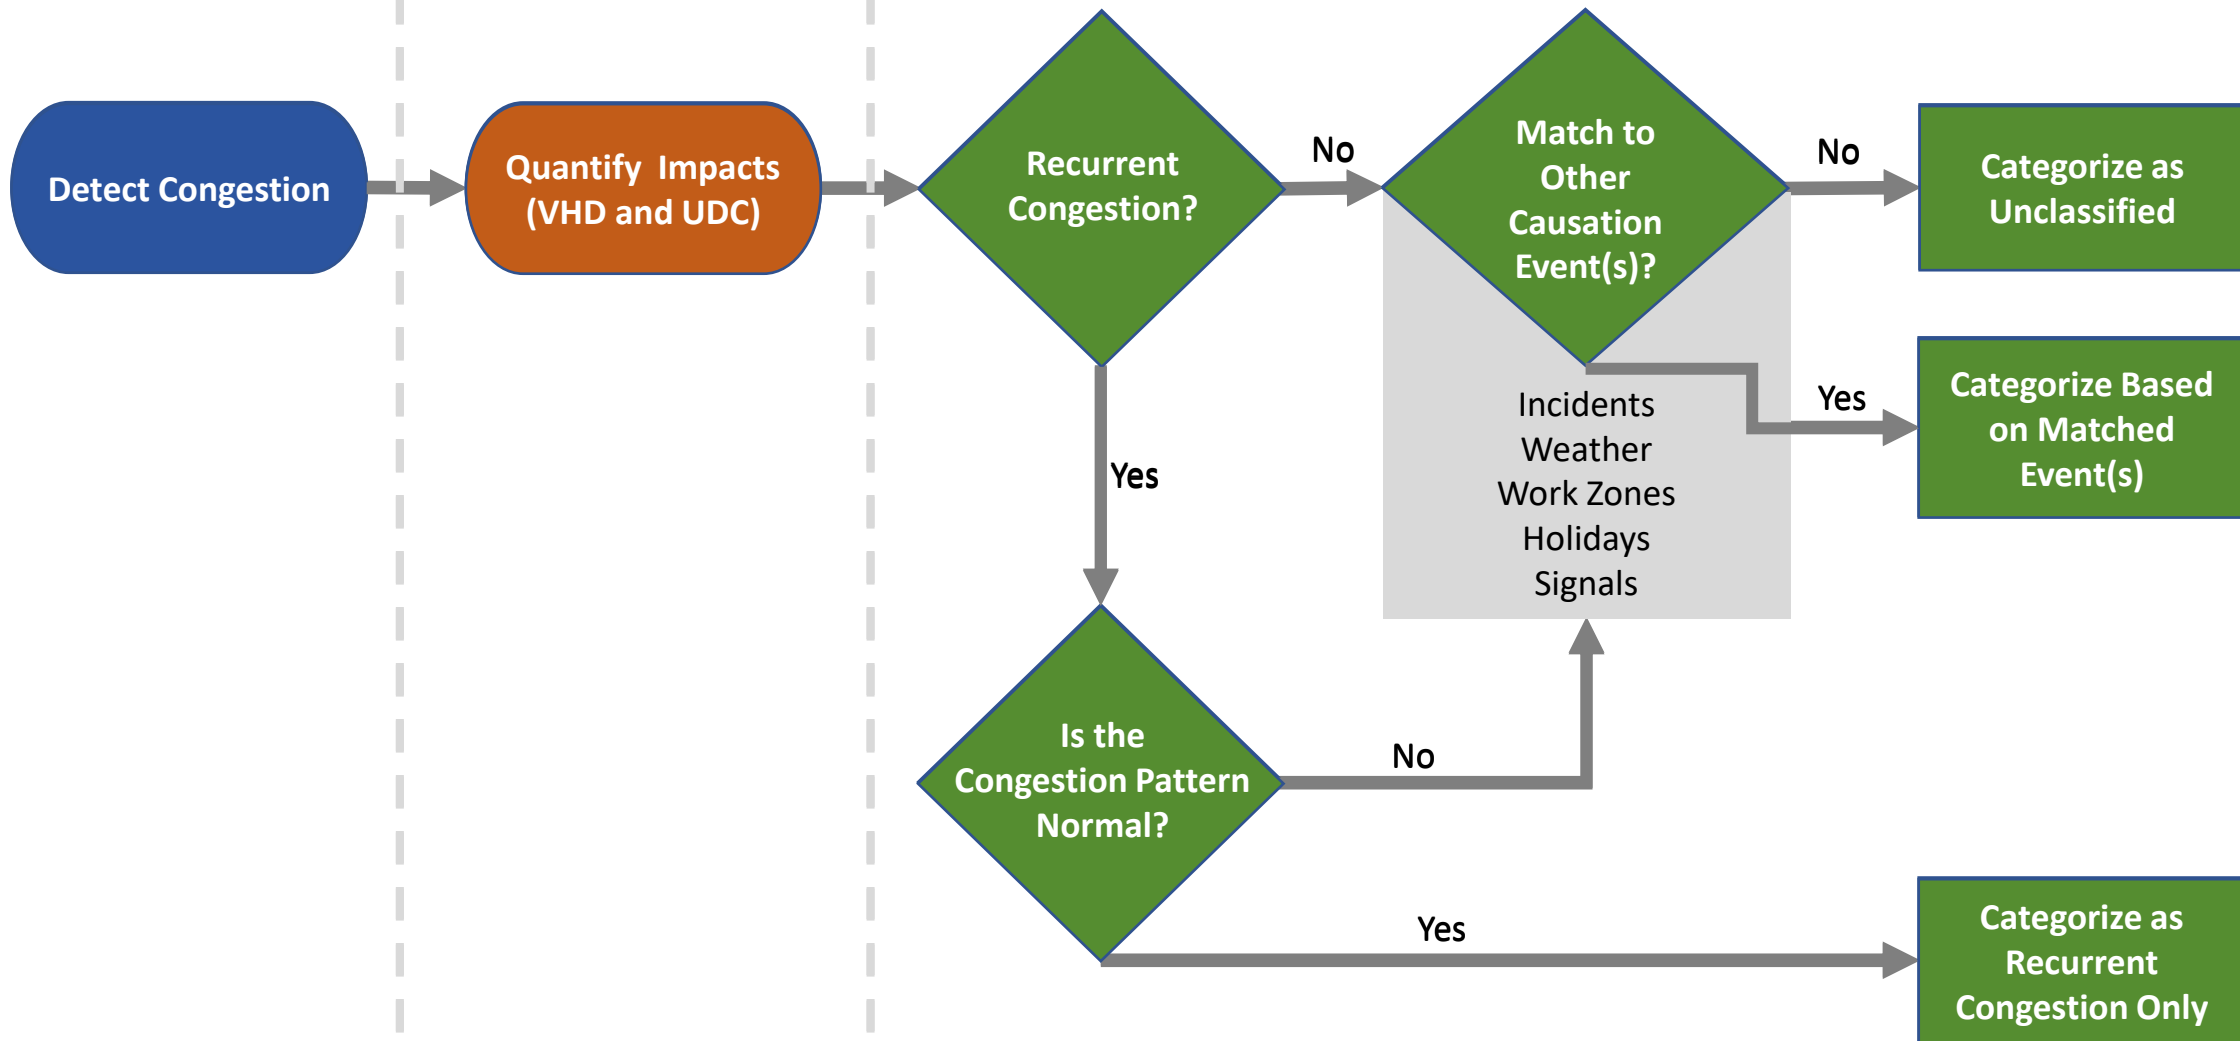 Detect Congestion
Quantify  Impacts
(VHD and UDC)
Recurrent
Congestion?
No
Match to
Other
Causation
Event(s)?
No
Categorize as
Unclassified
Yes
Categorize Based
on Matched
Event(s)
Incidents
Weather
Work Zones
Holidays
Signals
Yes
Is the
Congestion Pattern
Normal?
No
Yes
Categorize as
Recurrent
Congestion Only